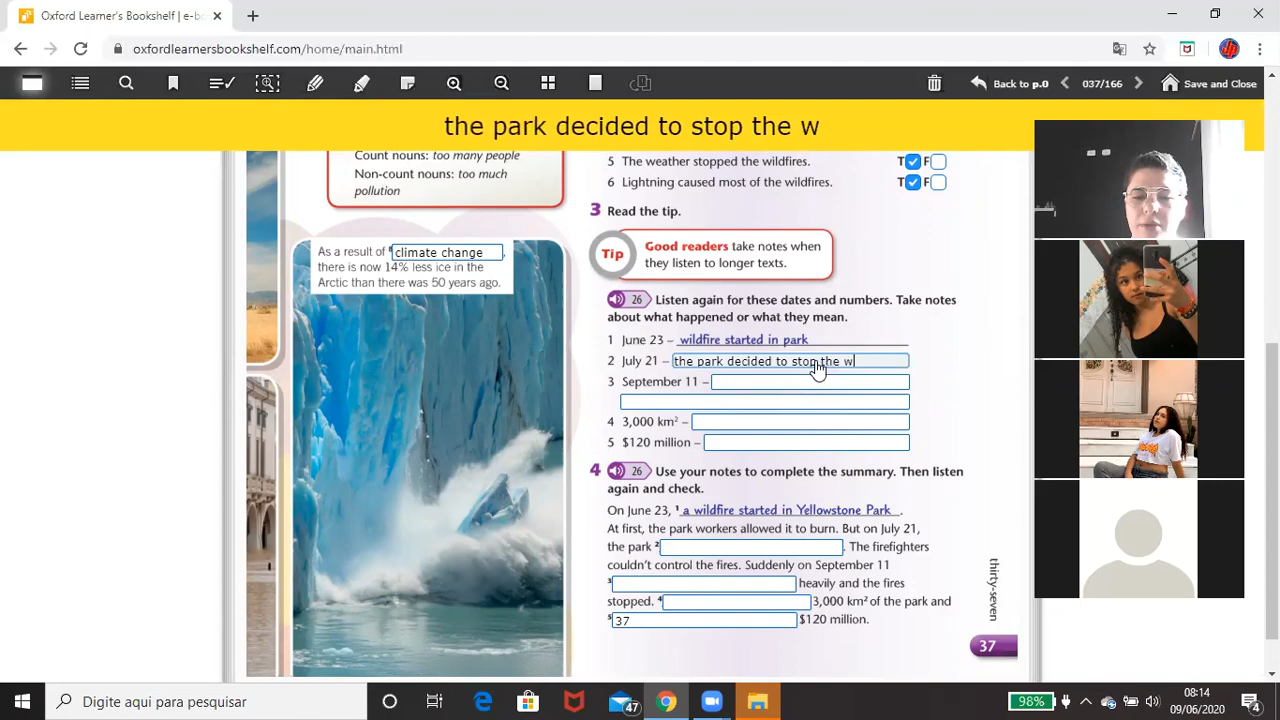 Oxford Learner's Bookshelf | e-bo
oxfordlearnersbookshelf.com/home/main.html
Back to p.0 037/166 Save and Close
the park decided to stop the w
Count nouns: too many people
Non-count nouns: too much
pollution
As a result of climate change,
there is now 14% less ice in the
Arctic than there was 50 years ago.
5 The weather stopped the wildfires. T F
6 Lightning caused most of the wildfires. T F
3 Read the tip.
Tip
Good readers take notes when
they listen to longer texts.
26 Listen again for these dates and numbers. Take notes
about what happened or what they mean.
1 June 23 – wildfire started in park
2 July 21 – the park decided to stop the w
3 September 11 –
4 3,000 km² –
5 $120 million –
4 26 Use your notes to complete the summary. Then listen
again and check.
On June 23, ¹ a wildfire started in Yellowstone Park .
At first, the park workers allowed it to burn. But on July 21,
the park ² . The firefighters
couldn't control the fires. Suddenly on September 11
³ heavily and the fires
stopped. ⁴ 3,000 km² of the park and
⁵ 37 $120 million.
thirty-seven
37
Digite aqui para pesquisar
47
98%
08:14
09/06/2020
4